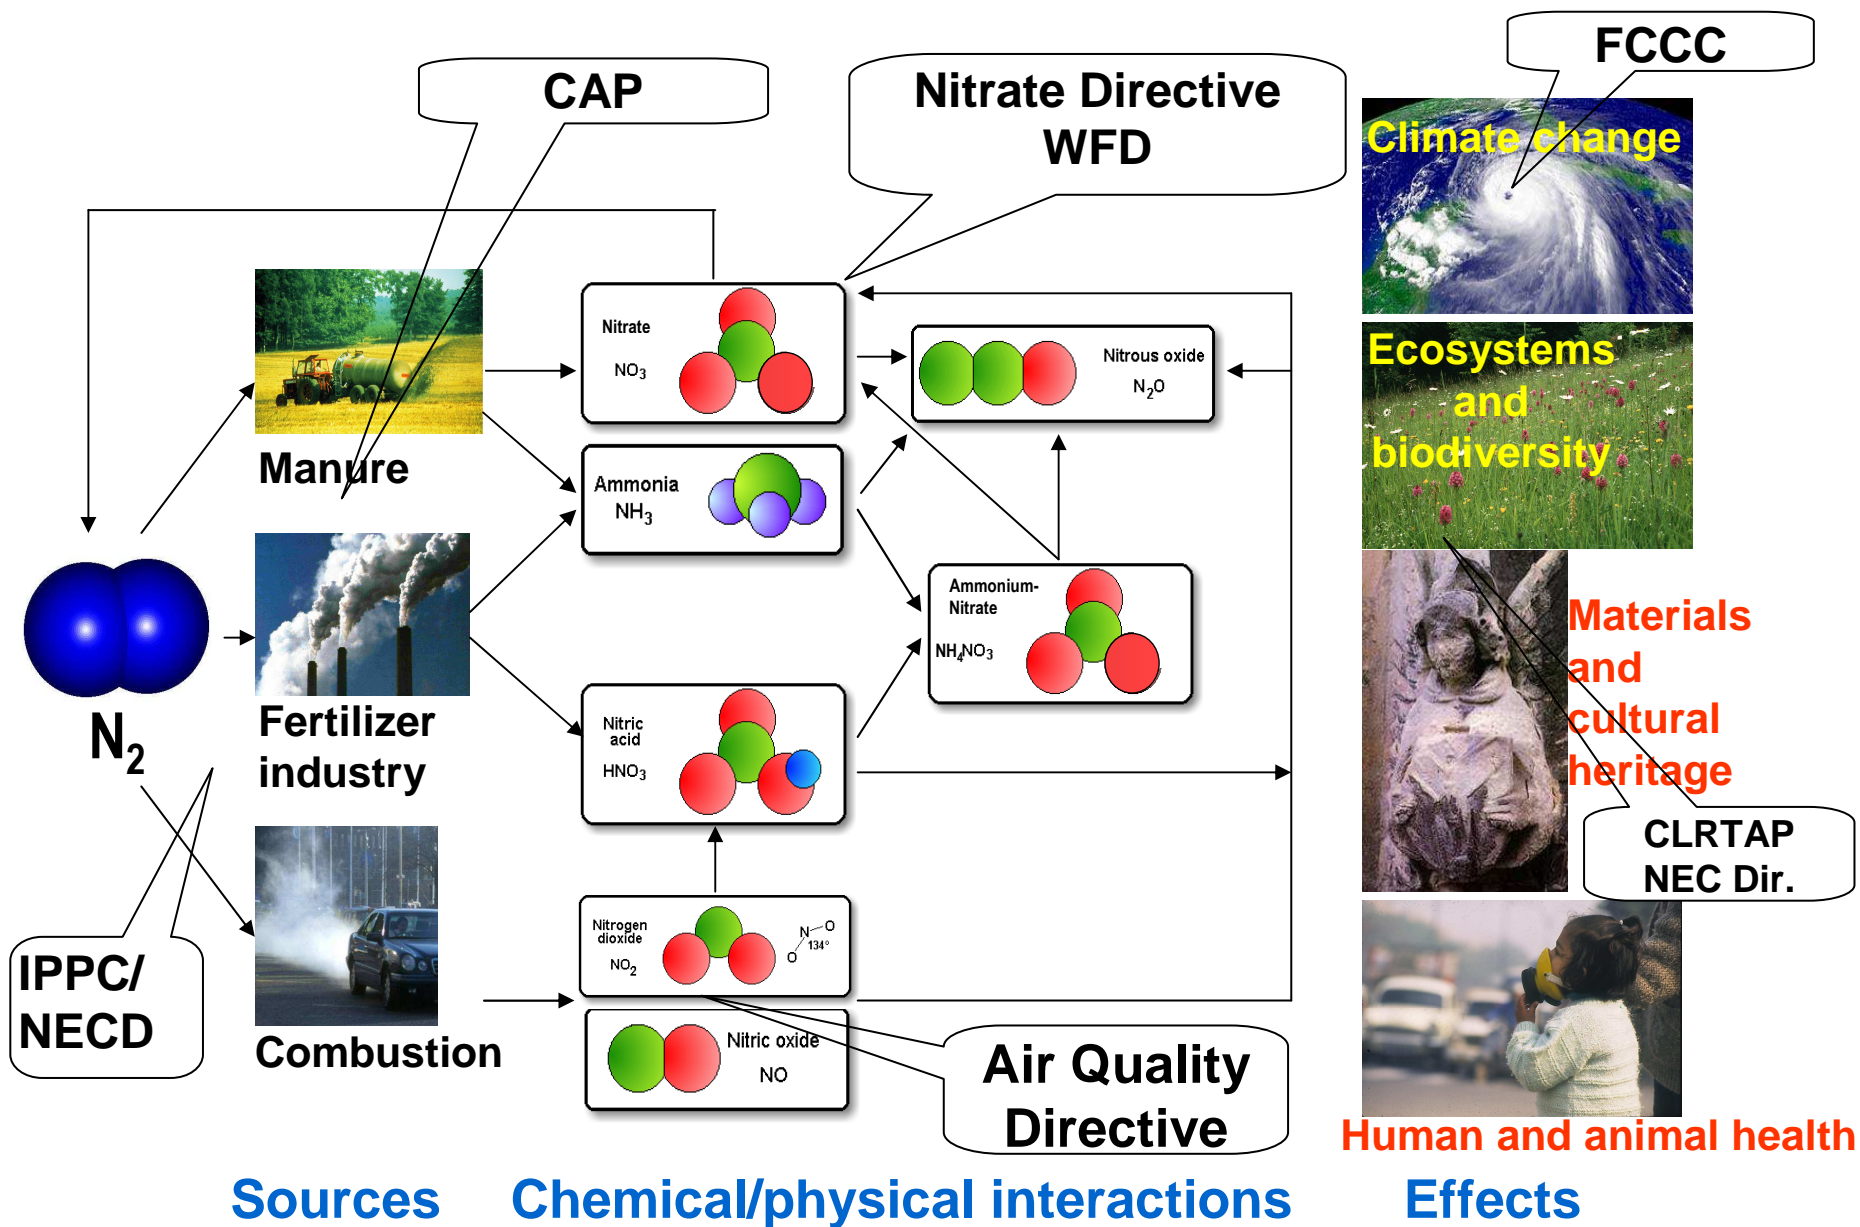 FCCC
CAP
Nitrate Directive
WFD
Climate change
Ecosystems
and
biodiversity
Materials
and
cultural
heritage
CLRTAP
NEC Dir.
Human and animal health
Nitrate
NO3
Nitrous oxide
N2O
Manure
Ammonia
NH3
Ammonium-
Nitrate
NH4NO3
N2
Fertilizer
industry
Nitric
acid
HNO3
IPPC/
NECD
Nitrogen
dioxide
NO2
N O
134°
O
Combustion
Nitric oxide
NO
Air Quality
Directive
Sources Chemical/physical interactions Effects